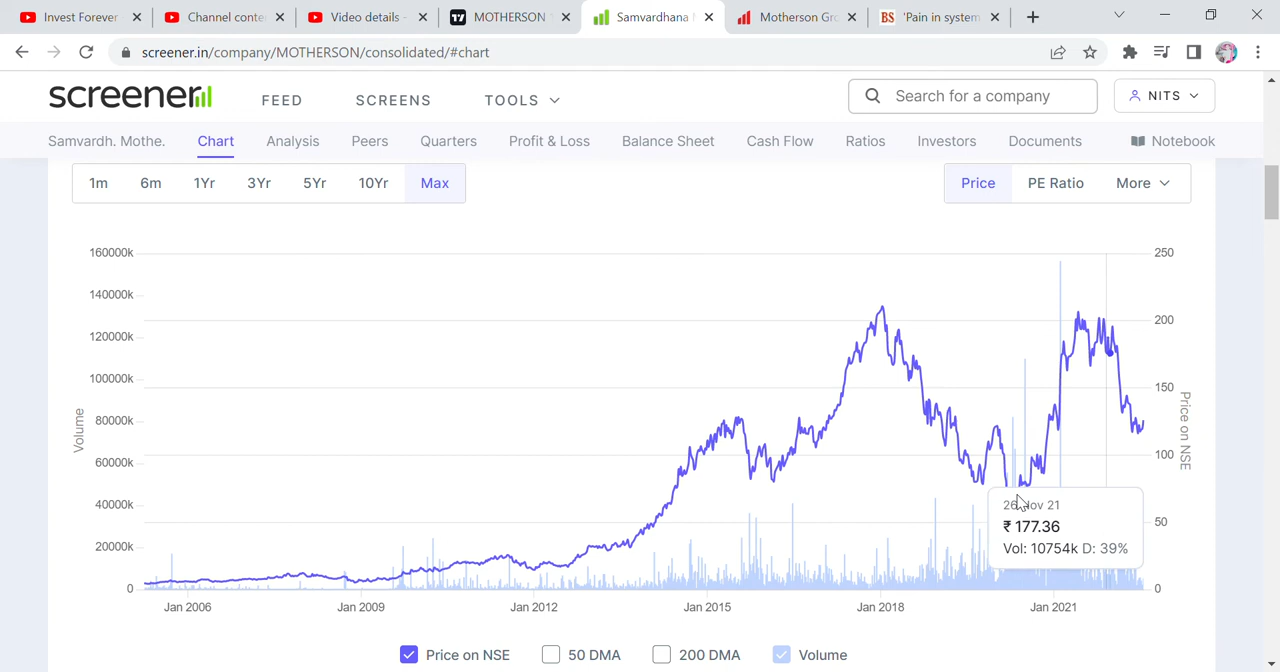 Invest Forever
Channel conte
Video details -
MOTHERSON
Samvardhana
Motherson Gr
'Pain in system
screener.in/company/MOTHERSON/consolidated/#chart
screener
FEED
SCREENS
TOOLS
Search for a company
NITS
Samvardh. Mothe.
Chart
Analysis
Peers
Quarters
Profit & Loss
Balance Sheet
Cash Flow
Ratios
Investors
Documents
Notebook
1m
6m
1Yr
3Yr
5Yr
10Yr
Max
Price
PE Ratio
More
160000k
140000k
120000k
100000k
80000k
60000k
40000k
20000k
0
Volume
250
200
150
100
50
0
Price on NSE
26 Nov 21
₹ 177.36
Vol: 10754k D: 39%
Jan 2006
Jan 2009
Jan 2012
Jan 2015
Jan 2018
Jan 2021
Price on NSE
50 DMA
200 DMA
Volume